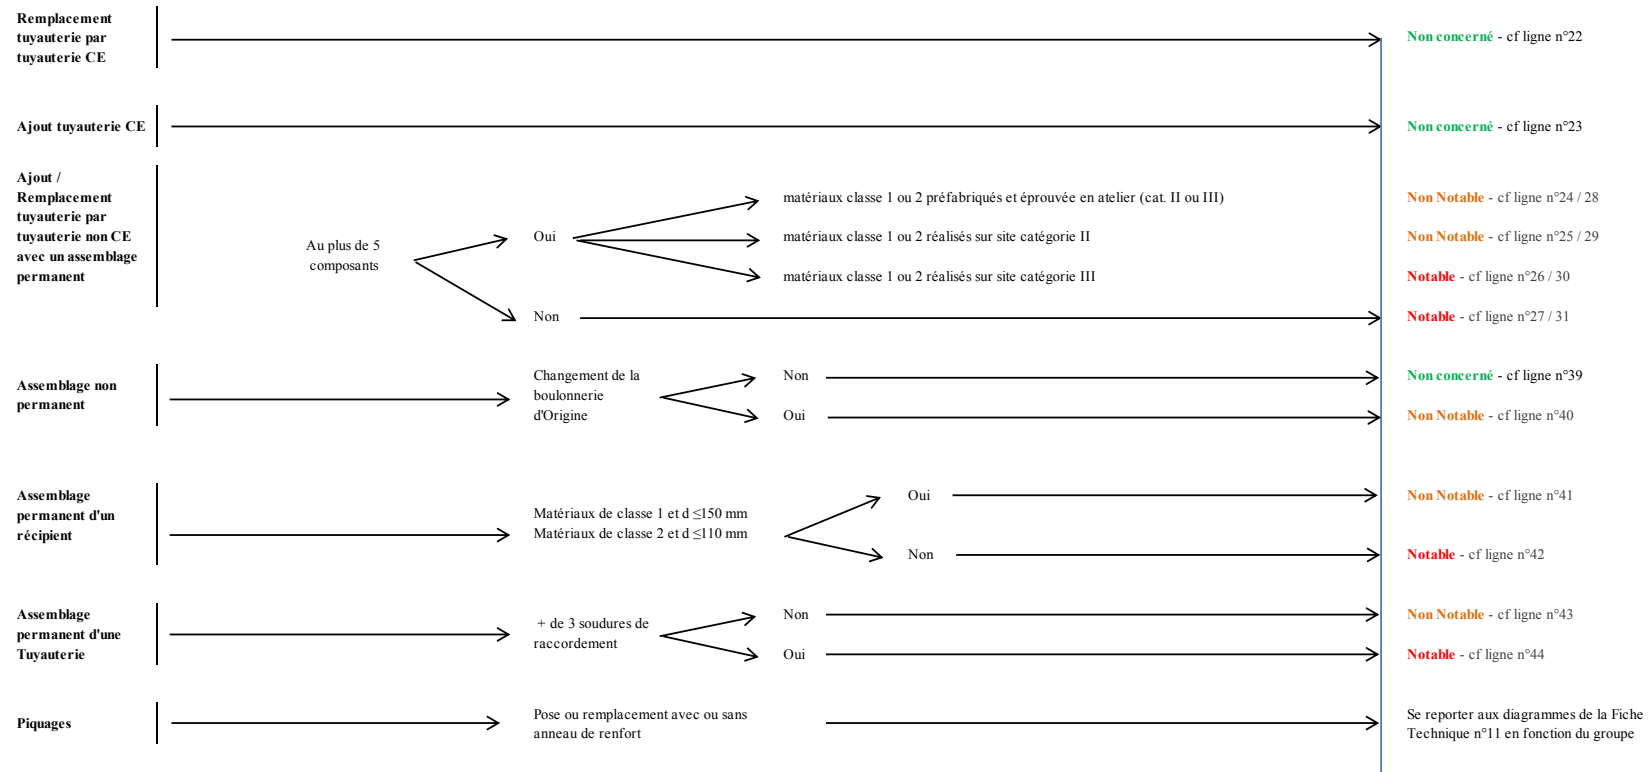 Remplacement
tuyauterie par
tuyauterie CE
Non concerné - cf ligne n°22
Ajout tuyauterie CE
Non concerné - cf ligne n°23
Ajout /
Remplacement
tuyauterie par
tuyauterie non CE
avec un assemblage
permanent
Au plus de 5
composants
Oui
matériaux classe 1 ou 2 préfabriqués et éprouvée en atelier (cat. II ou III)
Non Notable - cf ligne n°24 / 28
matériaux classe 1 ou 2 réalisés sur site catégorie II
Non Notable - cf ligne n°25 / 29
matériaux classe 1 ou 2 réalisés sur site catégorie III
Notable - cf ligne n°26 / 30
Non
Notable - cf ligne n°27 / 31
Assemblage non
permanent
Changement de la
boulonnerie
d'Origine
Non
Non concerné - cf ligne n°39
Oui
Non Notable - cf ligne n°40
Assemblage
permanent d'un
récipient
Matériaux de classe 1 et d ≤150 mm
Matériaux de classe 2 et d ≤110 mm
Oui
Non Notable - cf ligne n°41
Non
Notable - cf ligne n°42
Assemblage
permanent d'une
Tuyauterie
+ de 3 soudures de
raccordement
Non
Non Notable - cf ligne n°43
Oui
Notable - cf ligne n°44
Piquages
Pose ou remplacement avec ou sans
anneau de renfort
Se reporter aux diagrammes de la Fiche
Technique n°11 en fonction du groupe